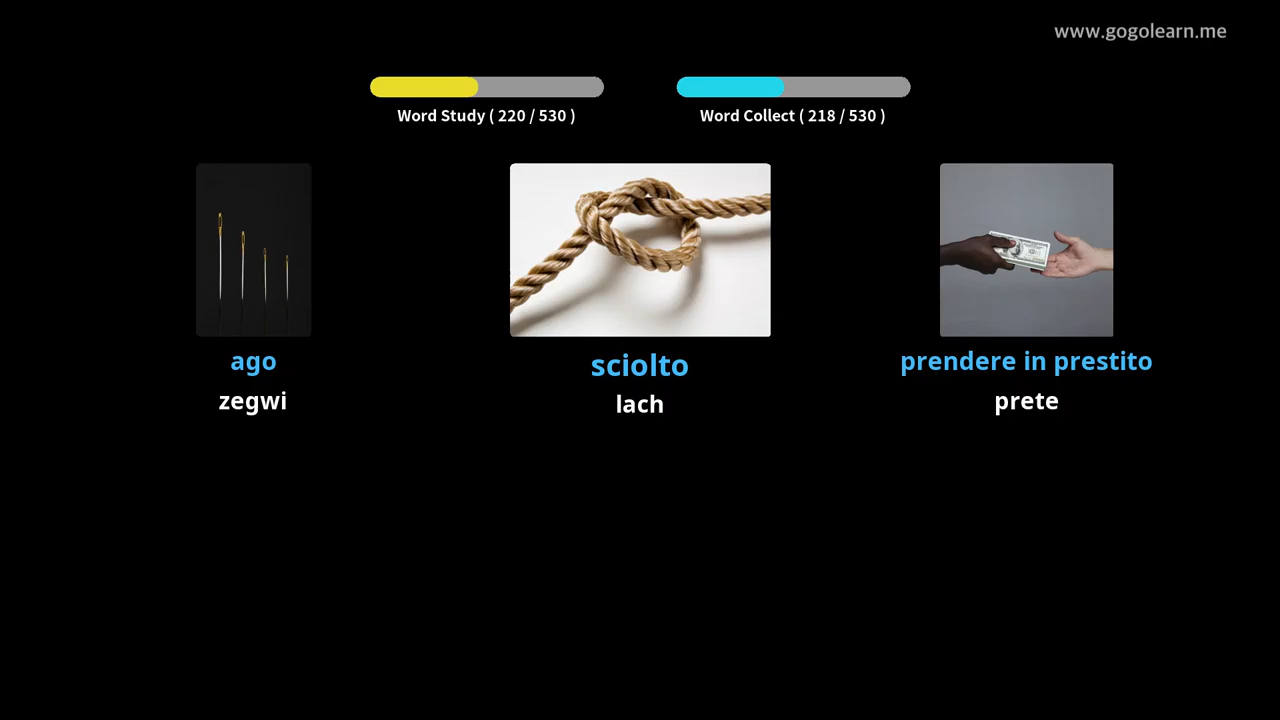 www.gogolearn.me
Word Study ( 220 / 530 )
Word Collect ( 218 / 530 )
ago
sciolto
prendere in prestito
zegwi
lach
prete